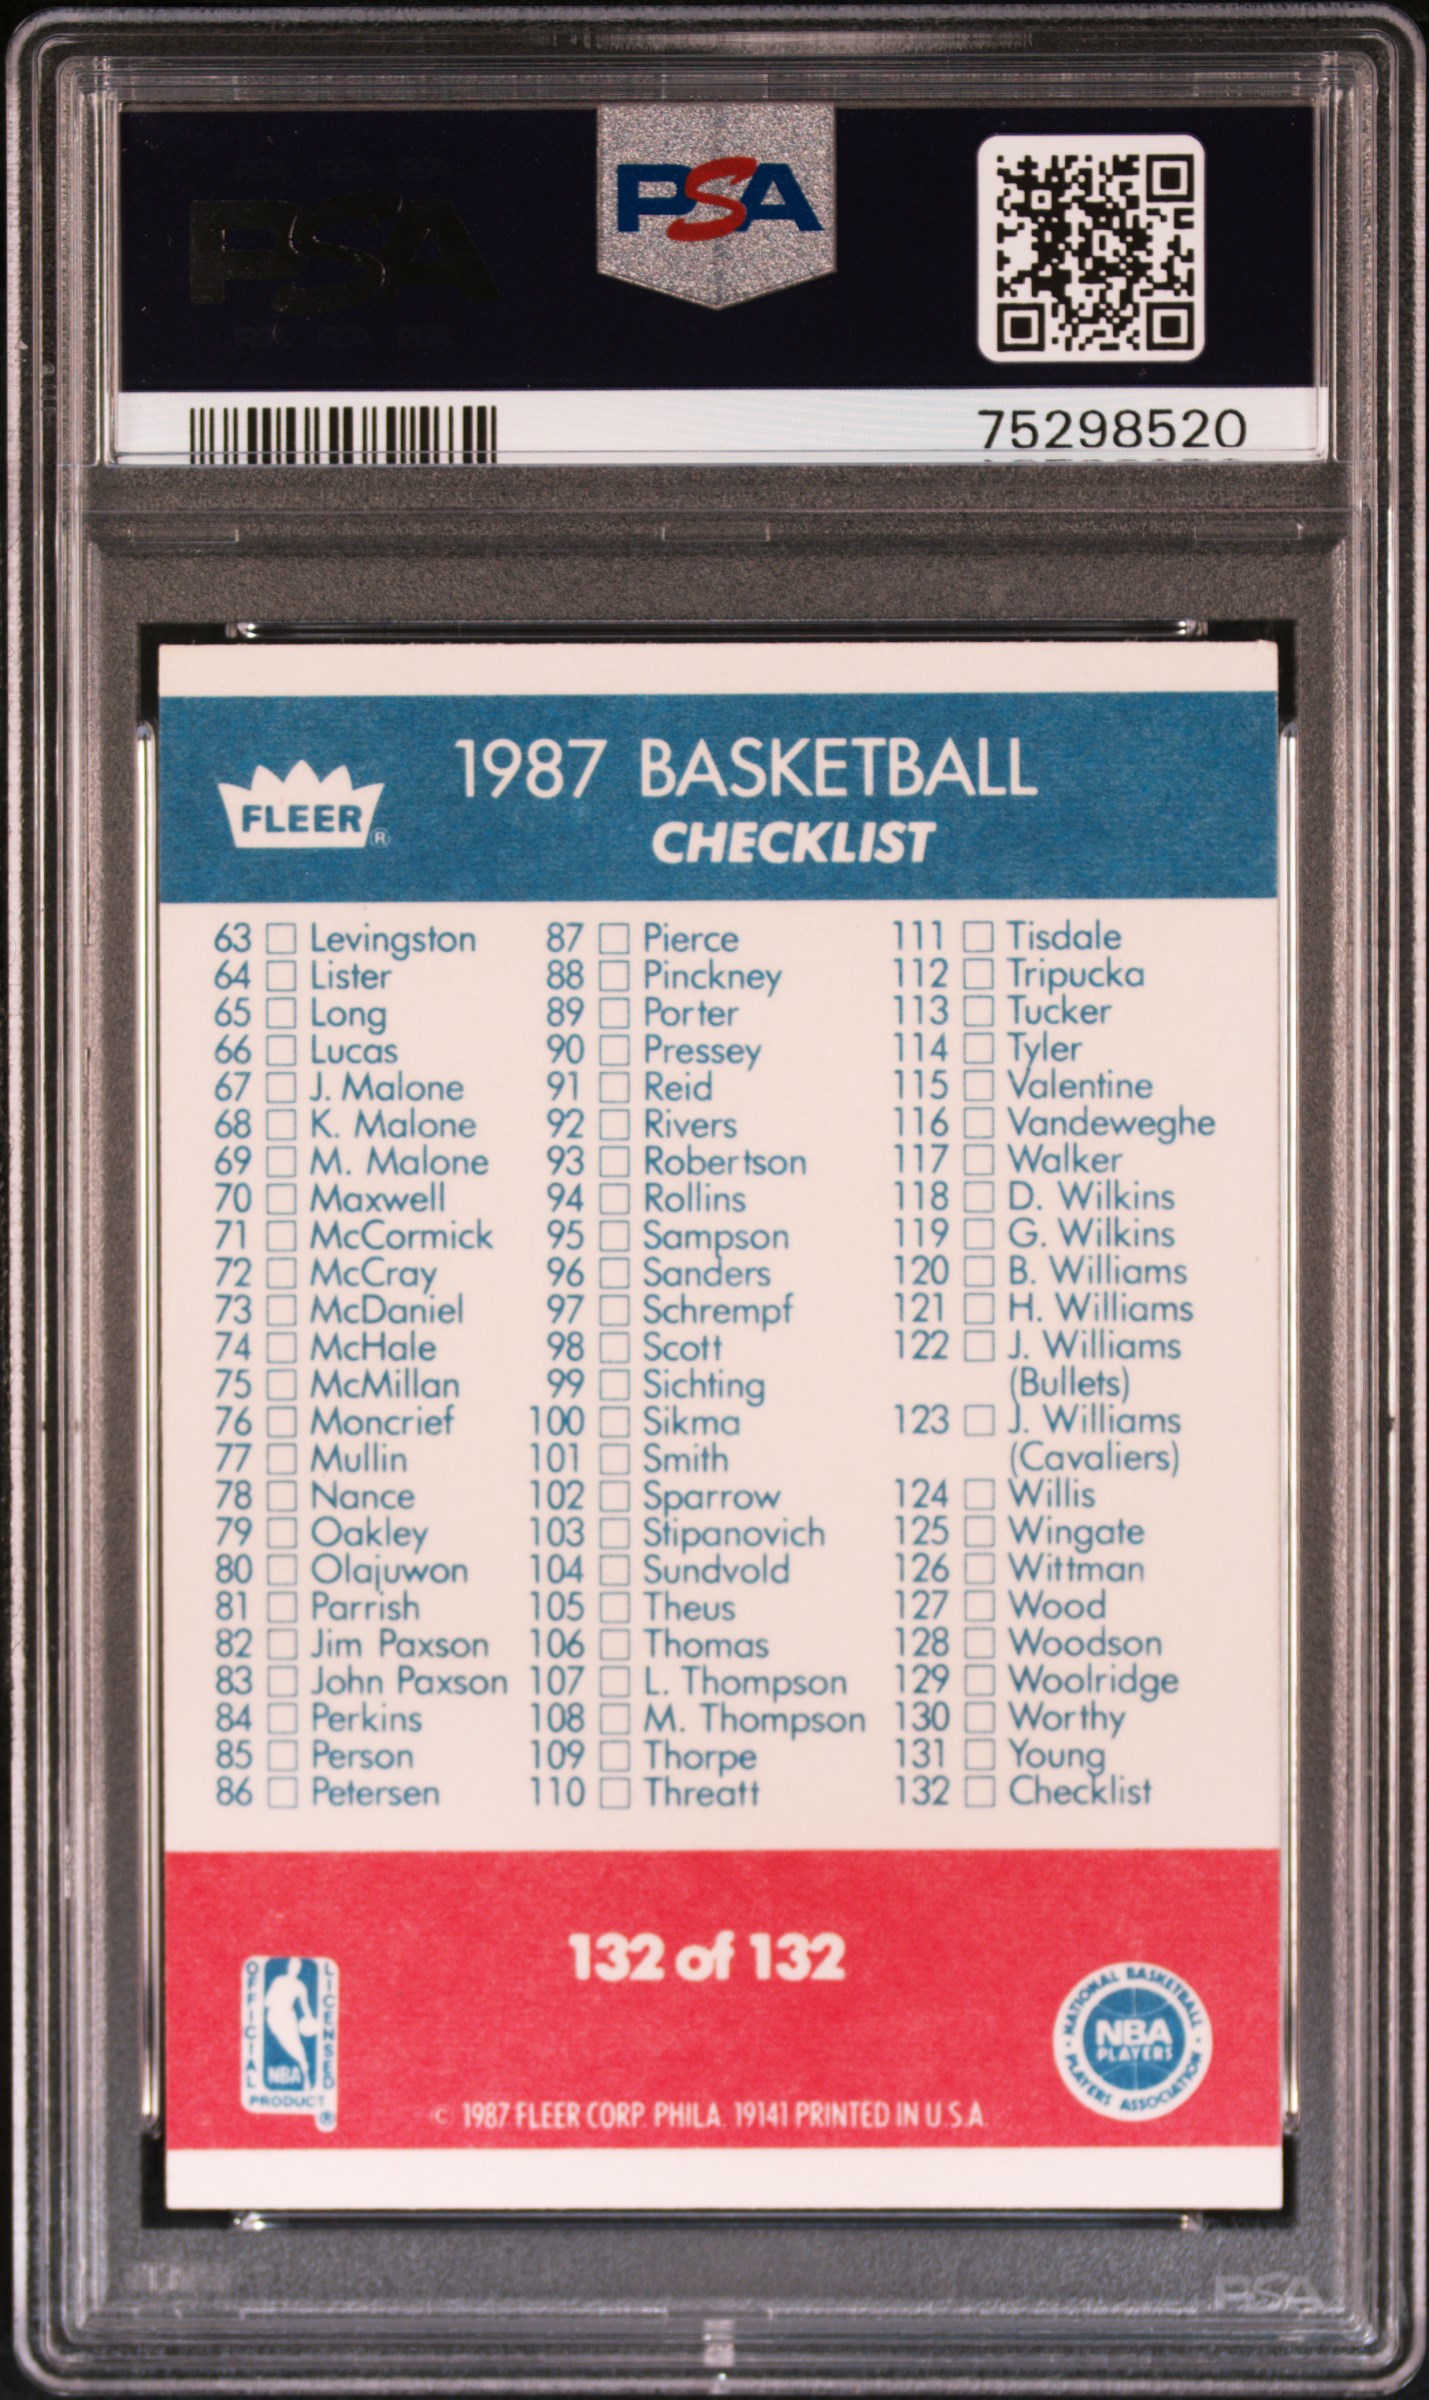 PSA
PSA
75298520
FLEER®
1987 BASKETBALL
CHECKLIST
63 Levingston
64 Lister
65 Long
66 Lucas
67 J. Malone
68 K. Malone
69 M. Malone
70 Maxwell
71 McCormick
72 McCray
73 McDaniel
74 McHale
75 McMillan
76 Moncrief
77 Mullin
78 Nance
79 Oakley
80 Olajuwon
81 Parrish
82 Jim Paxson
83 John Paxson
84 Perkins
85 Person
86 Petersen
87 Pierce
88 Pinckney
89 Porter
90 Pressey
91 Reid
92 Rivers
93 Robertson
94 Rollins
95 Sampson
96 Sanders
97 Schrempf
98 Scott
99 Sichting
100 Sikma
101 Smith
102 Sparrow
103 Stipanovich
104 Sundvold
105 Theus
106 Thomas
107 L. Thompson
108 M. Thompson
109 Thorpe
110 Threatt
111 Tisdale
112 Tripucka
113 Tucker
114 Tyler
115 Valentine
116 Vandeweghe
117 Walker
118 D. Wilkins
119 G. Wilkins
120 B. Williams
121 H. Williams
122 J. Williams
(Bullets)
123 J. Williams
(Cavaliers)
124 Willis
125 Wingate
126 Wittman
127 Wood
128 Woodson
129 Woolridge
130 Worthy
131 Young
132 Checklist
132 of 132
OFFICIAL LICENSED
NBA
PRODUCT ®
© 1987 FLEER CORP. PHILA. 19141 PRINTED IN U.S.A.
NATIONAL BASKETBALL
NBA
PLAYERS
PLAYERS ASSOCIATION
PSA